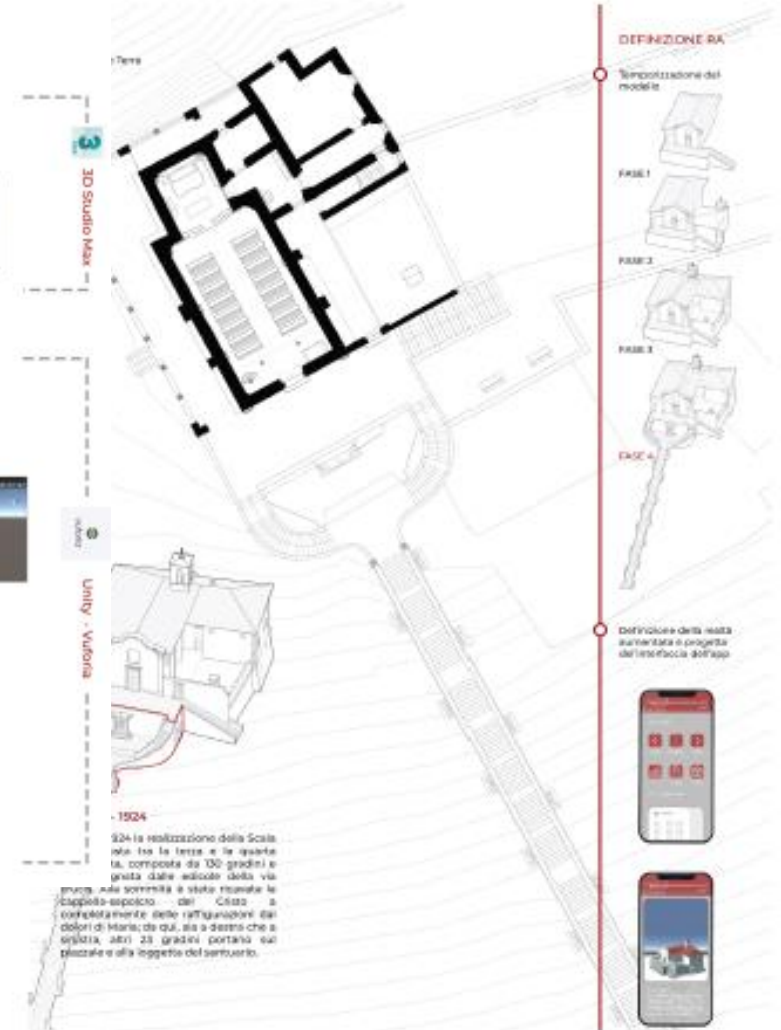 Terra
3D Studio Max
Unity - Vuforia
- 1924
1924 la realizzazione della Scala
tra la terza e la quarta
composta da 130 gradini e
dalle edicole della via
sommità è stata ricavata la
cappella-sepolcro del Cristo a
completamento delle raffigurazioni dei
dolori di Maria; da qui, sia a destra che a
sinistra, altri 25 gradini portano sul
piazzale e alla loggetta del santuario.
DEFINIZIONE RA
Temporizzazione del
modello
FASE 1
FASE 2
FASE 3
FASE 4
Definizione della realtà
aumentata e progetto
dell'interfaccia dell'app